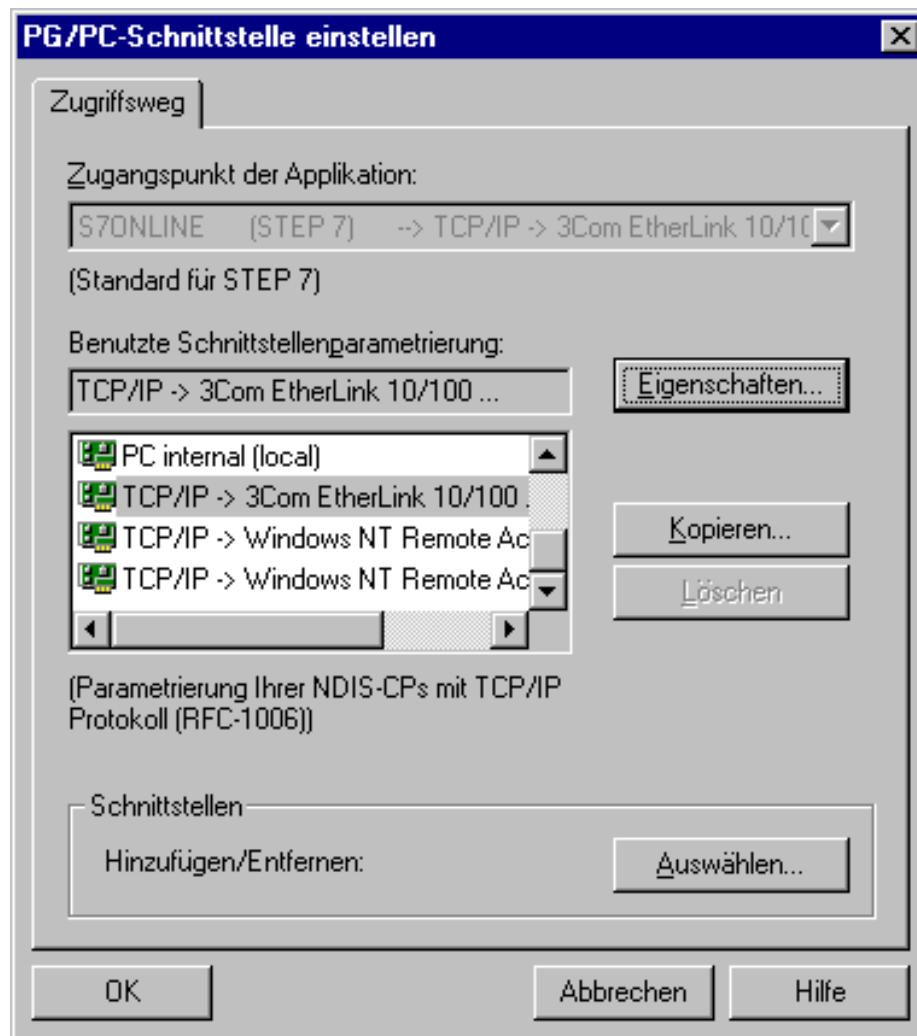 PG/PC-Schnittstelle einstellen
Zugriffsweg
Zugangspunkt der Applikation:
S7ONLINE (STEP 7) --> TCP/IP -> 3Com EtherLink 10/10
(Standard für STEP 7)
Benutzte Schnittstellenparametrierung:
TCP/IP -> 3Com EtherLink 10/100 ...
Eigenschaften...
PC internal (local)
TCP/IP -> 3Com EtherLink 10/100 .
TCP/IP -> Windows NT Remote Ac
TCP/IP -> Windows NT Remote Ac
Kopieren...
Löschen
(Parametrierung Ihrer NDIS-CPs mit TCP/IP
Protokoll (RFC-1006))
Schnittstellen
Hinzufügen/Entfernen:
Auswählen...
OK
Abbrechen
Hilfe